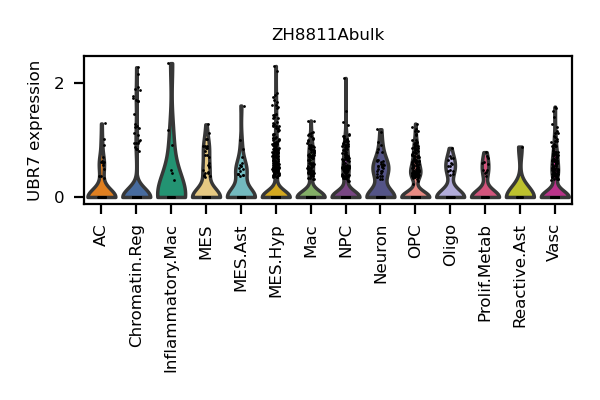 ZH8811Abulk
UBR7 expression
2
0
AC
Chromatin.Reg
Inflammatory.Mac
MES
MES.Ast
MES.Hyp
Mac
NPC
Neuron
OPC
Oligo
Prolif.Metab
Reactive.Ast
Vasc